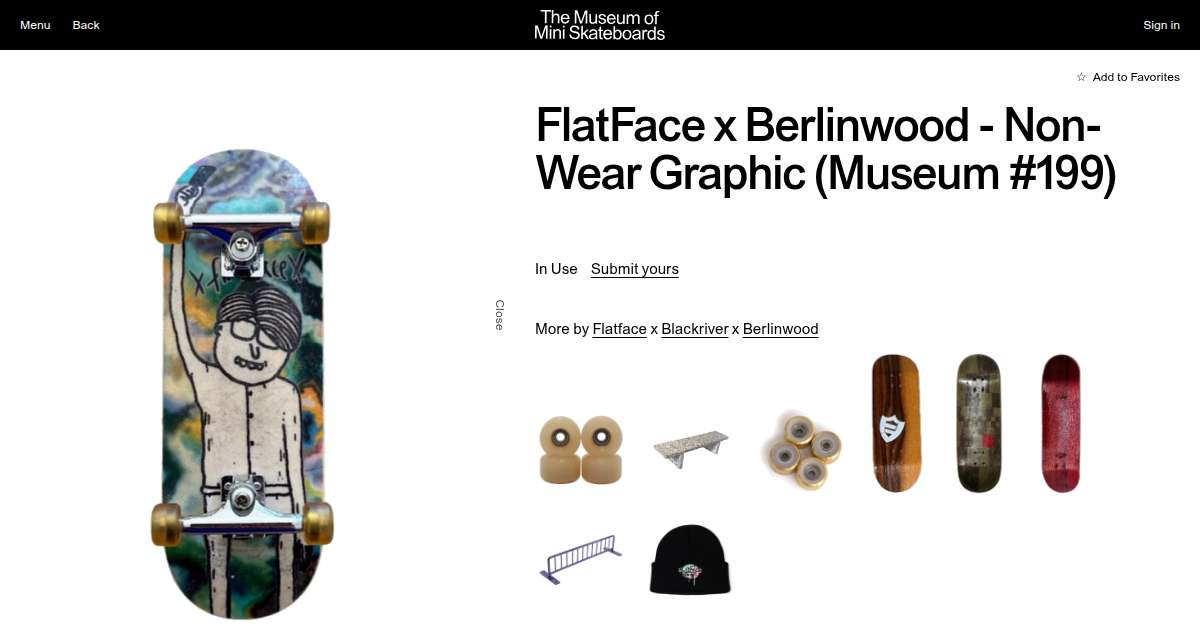 Menu
Back
The Museum of
Mini Skateboards
Sign in
☆ Add to Favorites
FlatFace x Berlinwood - Non-
Wear Graphic (Museum #199)
In Use
Submit yours
Close
More by Flatface x Blackriver x Berlinwood